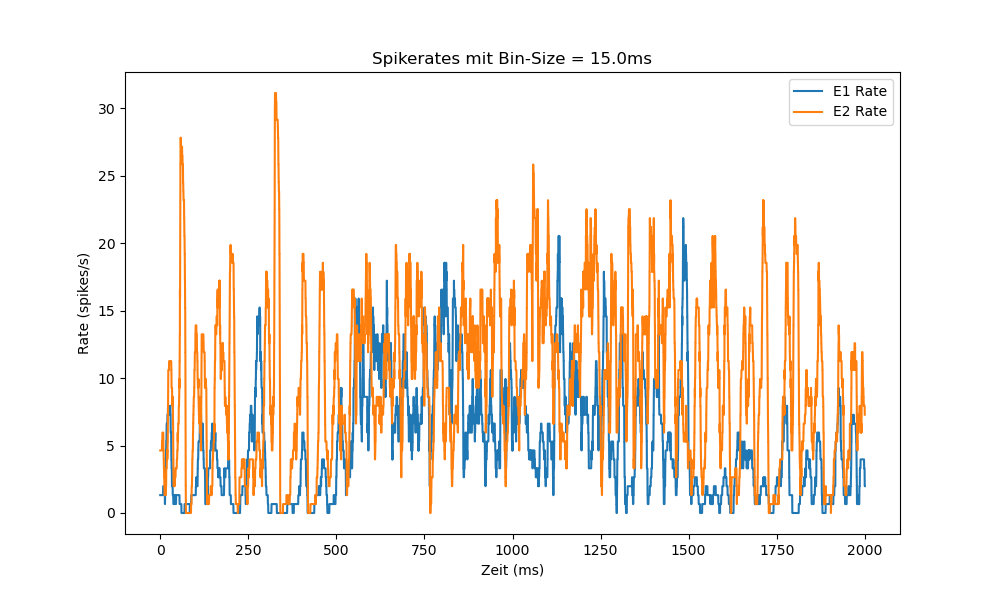 Spikerates mit Bin-Size = 15.0ms
E1 Rate
E2 Rate
30
25
20
15
10
5
0
Rate (spikes/s)
0 250 500 750 1000 1250 1500 1750 2000
Zeit (ms)